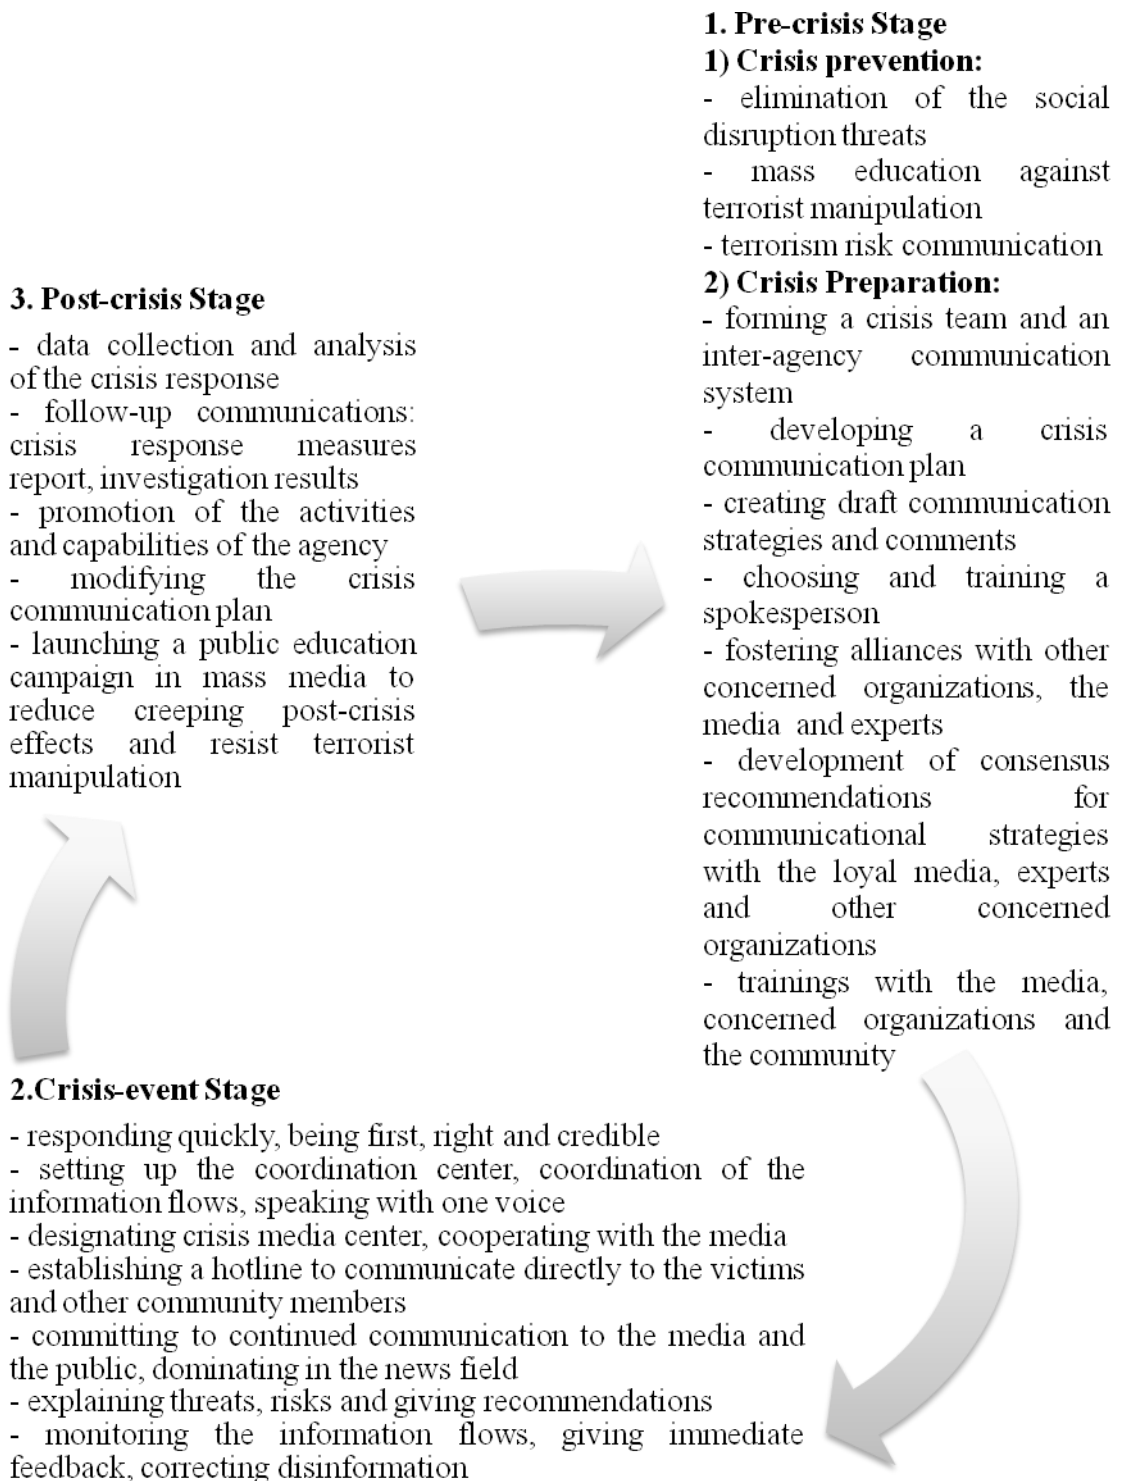 1. Pre-crisis Stage
1) Crisis prevention:
- elimination of the social
disruption threats
- mass education against
terrorist manipulation
- terrorism risk communication
2) Crisis Preparation:
- forming a crisis team and an
inter-agency communication
system
- developing a crisis
communication plan
- creating draft communication
strategies and comments
- choosing and training a
spokesperson
- fostering alliances with other
concerned organizations, the
media and experts
- development of consensus
recommendations for
communicational strategies
with the loyal media, experts
and other concerned
organizations
- trainings with the media,
concerned organizations and
the community
2.Crisis-event Stage
- responding quickly, being first, right and credible
- setting up the coordination center, coordination of the
information flows, speaking with one voice
- designating crisis media center, cooperating with the media
- establishing a hotline to communicate directly to the victims
and other community members
- committing to continued communication to the media and
the public, dominating in the news field
- explaining threats, risks and giving recommendations
- monitoring the information flows, giving immediate
feedback, correcting disinformation
3. Post-crisis Stage
- data collection and analysis
of the crisis response
- follow-up communications:
crisis response measures
report, investigation results
- promotion of the activities
and capabilities of the agency
- modifying the crisis
communication plan
- launching a public education
campaign in mass media to
reduce creeping post-crisis
effects and resist terrorist
manipulation